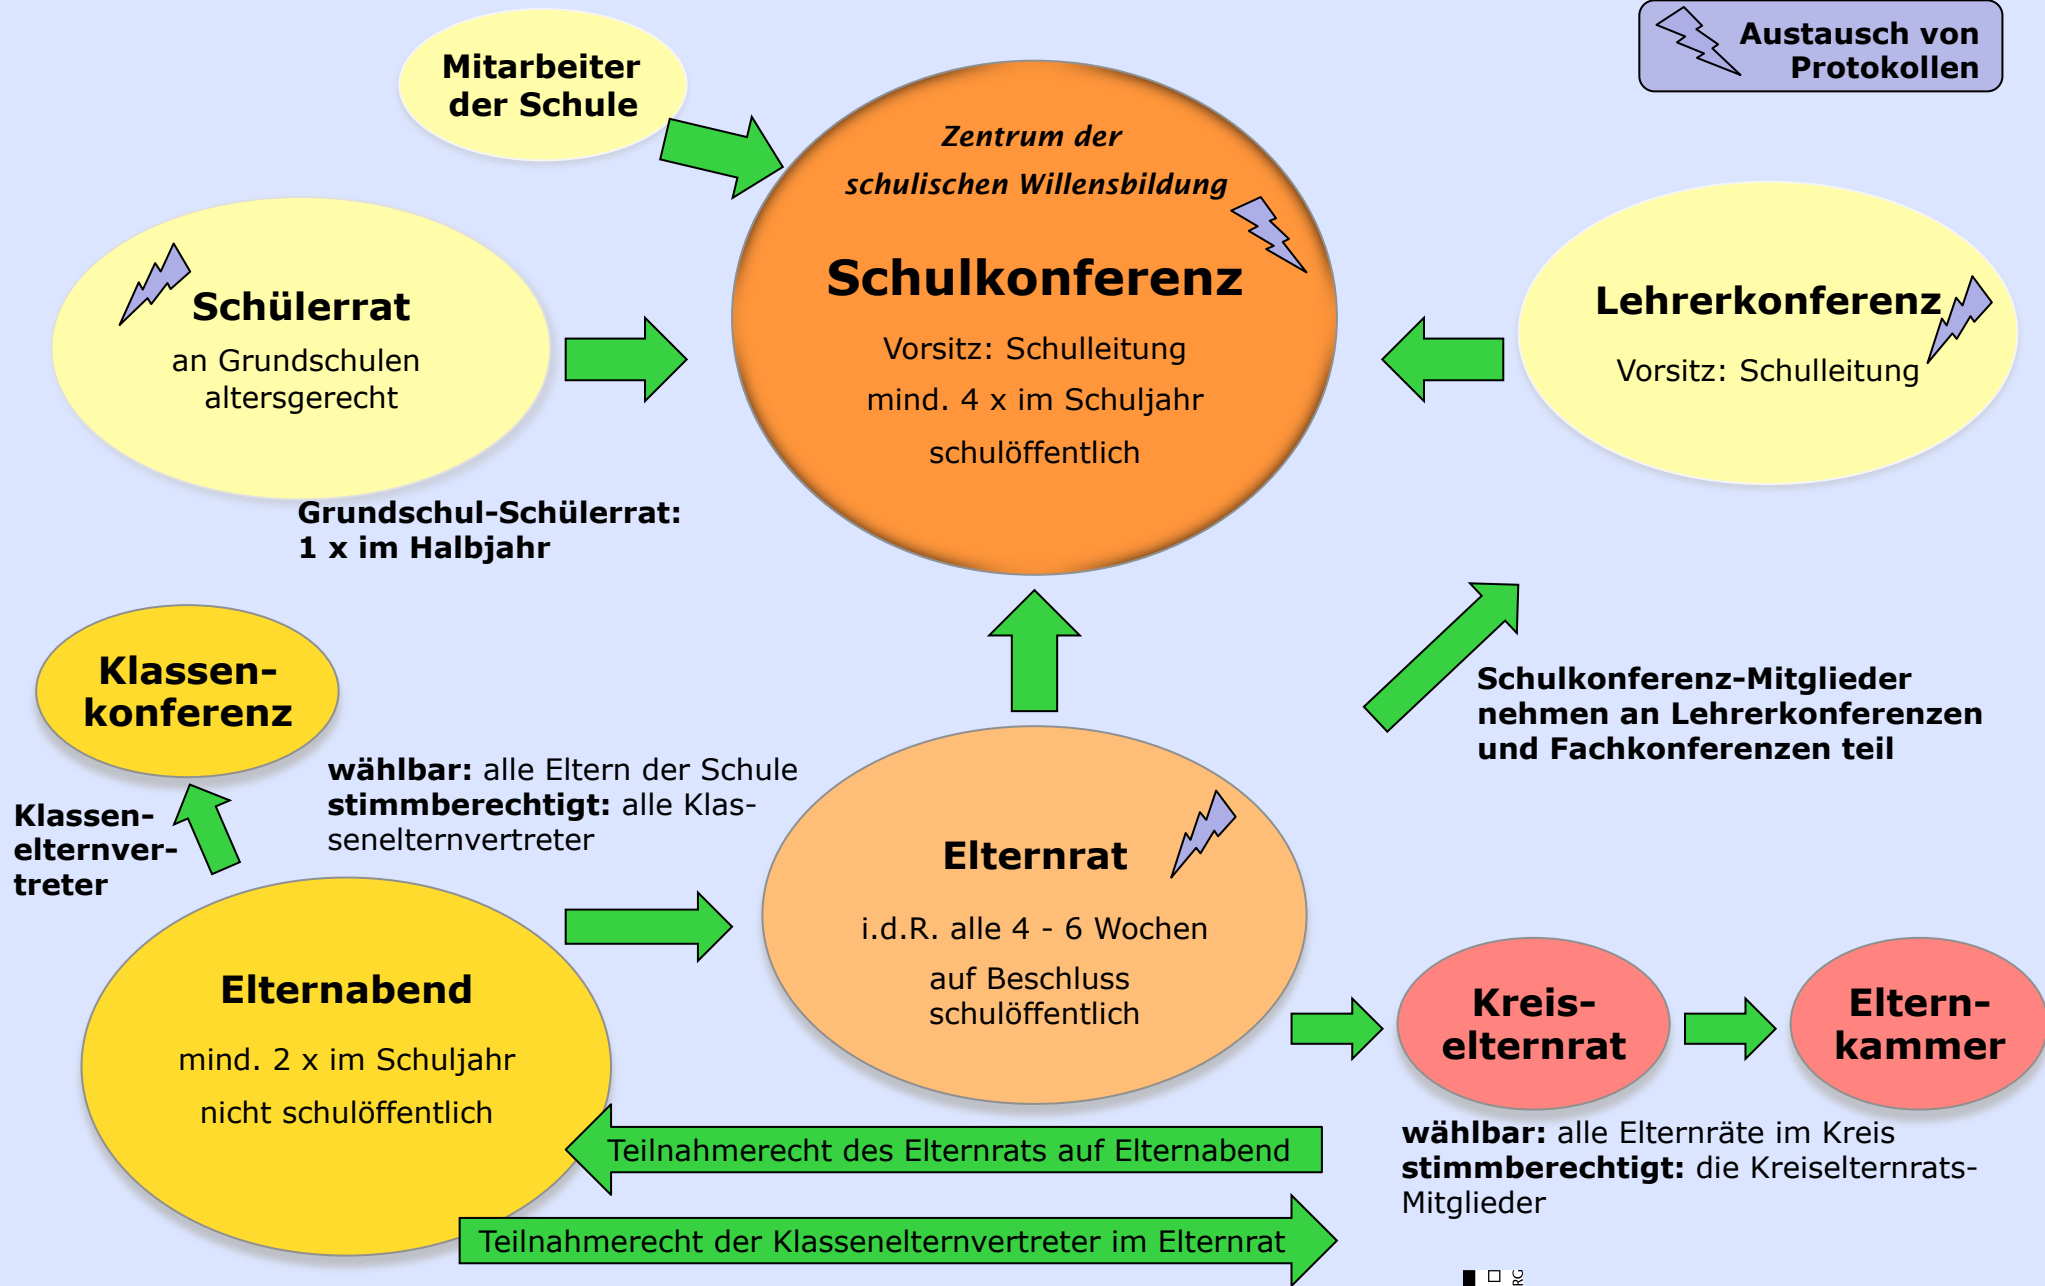 Austausch von
Protokollen
Mitarbeiter
der Schule
Zentrum der
schulischen Willensbildung
Schulkonferenz
Vorsitz: Schulleitung
mind. 4 x im Schuljahr
schulöffentlich
Schülerrat
an Grundschulen
altersgerecht
Lehrerkonferenz
Vorsitz: Schulleitung
Grundschul-Schülerrat:
1 x im Halbjahr
Klassen-
konferenz
Schulkonferenz-Mitglieder
nehmen an Lehrerkonferenzen
und Fachkonferenzen teil
wählbar: alle Eltern der Schule
stimmberechtigt: alle Klas-
senelternvertreter
Klassen-
elternver-
treter
Elternrat
i.d.R. alle 4 - 6 Wochen
auf Beschluss
schulöffentlich
Elternabend
mind. 2 x im Schuljahr
nicht schulöffentlich
Kreis-
elternrat
Eltern-
kammer
wählbar: alle Elternräte im Kreis
stimmberechtigt: die Kreiselternrats-
Mitglieder
Teilnahmerecht des Elternrats auf Elternabend
Teilnahmerecht der Klassenelternvertreter im Elternrat